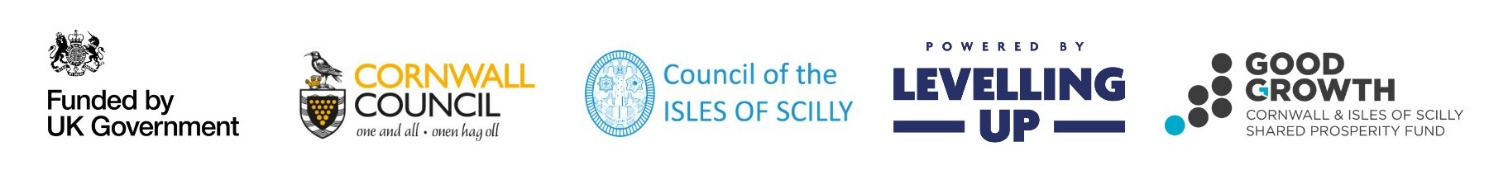 Funded by
UK Government
CORNWALL
COUNCIL
one and all • onen hag oll
Council of the
ISLES OF SCILLY
POWERED BY
LEVELLING
UP
GOOD
GROWTH
CORNWALL & ISLES OF SCILLY
SHARED PROSPERITY FUND